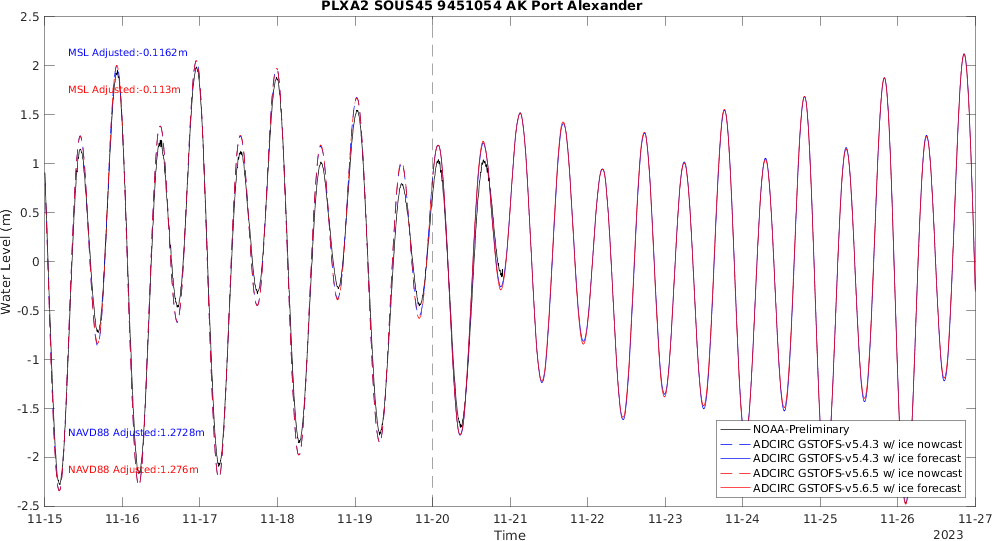 PLXA2 SOUS45 9451054 AK Port Alexander
2.5
2
1.5
1
0.5
0
-0.5
-1
-1.5
-2
-2.5
Water Level (m)
MSL Adjusted:-0.1162m
MSL Adjusted:-0.113m
NAVD88 Adjusted:1.2728m
NAVD88 Adjusted:1.276m
NOAA-Preliminary
ADCIRC GSTOFS-v5.4.3 w/ ice nowcast
ADCIRC GSTOFS-v5.4.3 w/ ice forecast
ADCIRC GSTOFS-v5.6.5 w/ ice nowcast
ADCIRC GSTOFS-v5.6.5 w/ ice forecast
11-15 11-16 11-17 11-18 11-19 11-20 11-21 11-22 11-23 11-24 11-25 11-26 11-27
Time
2023